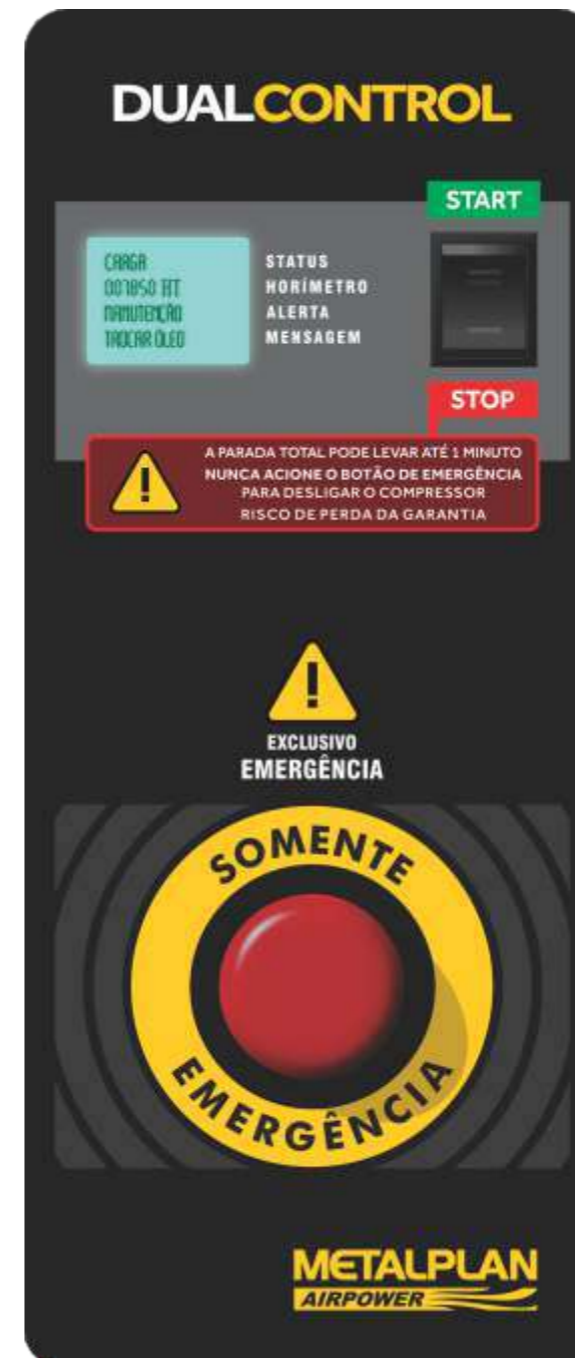 DUALCONTROL
START
CARGA
001850 HT
MANUTENÇÃO
TROCAR ÓLEO
STATUS
HORÍMETRO
ALERTA
MENSAGEM
STOP
A PARADA TOTAL PODE LEVAR ATÉ 1 MINUTO
NUNCA ACIONE O BOTÃO DE EMERGÊNCIA
PARA DESLIGAR O COMPRESSOR
RISCO DE PERDA DA GARANTIA
EXCLUSIVO
EMERGÊNCIA
SOMENTE
EMERGÊNCIA
METALPLAN
AIRPOWER